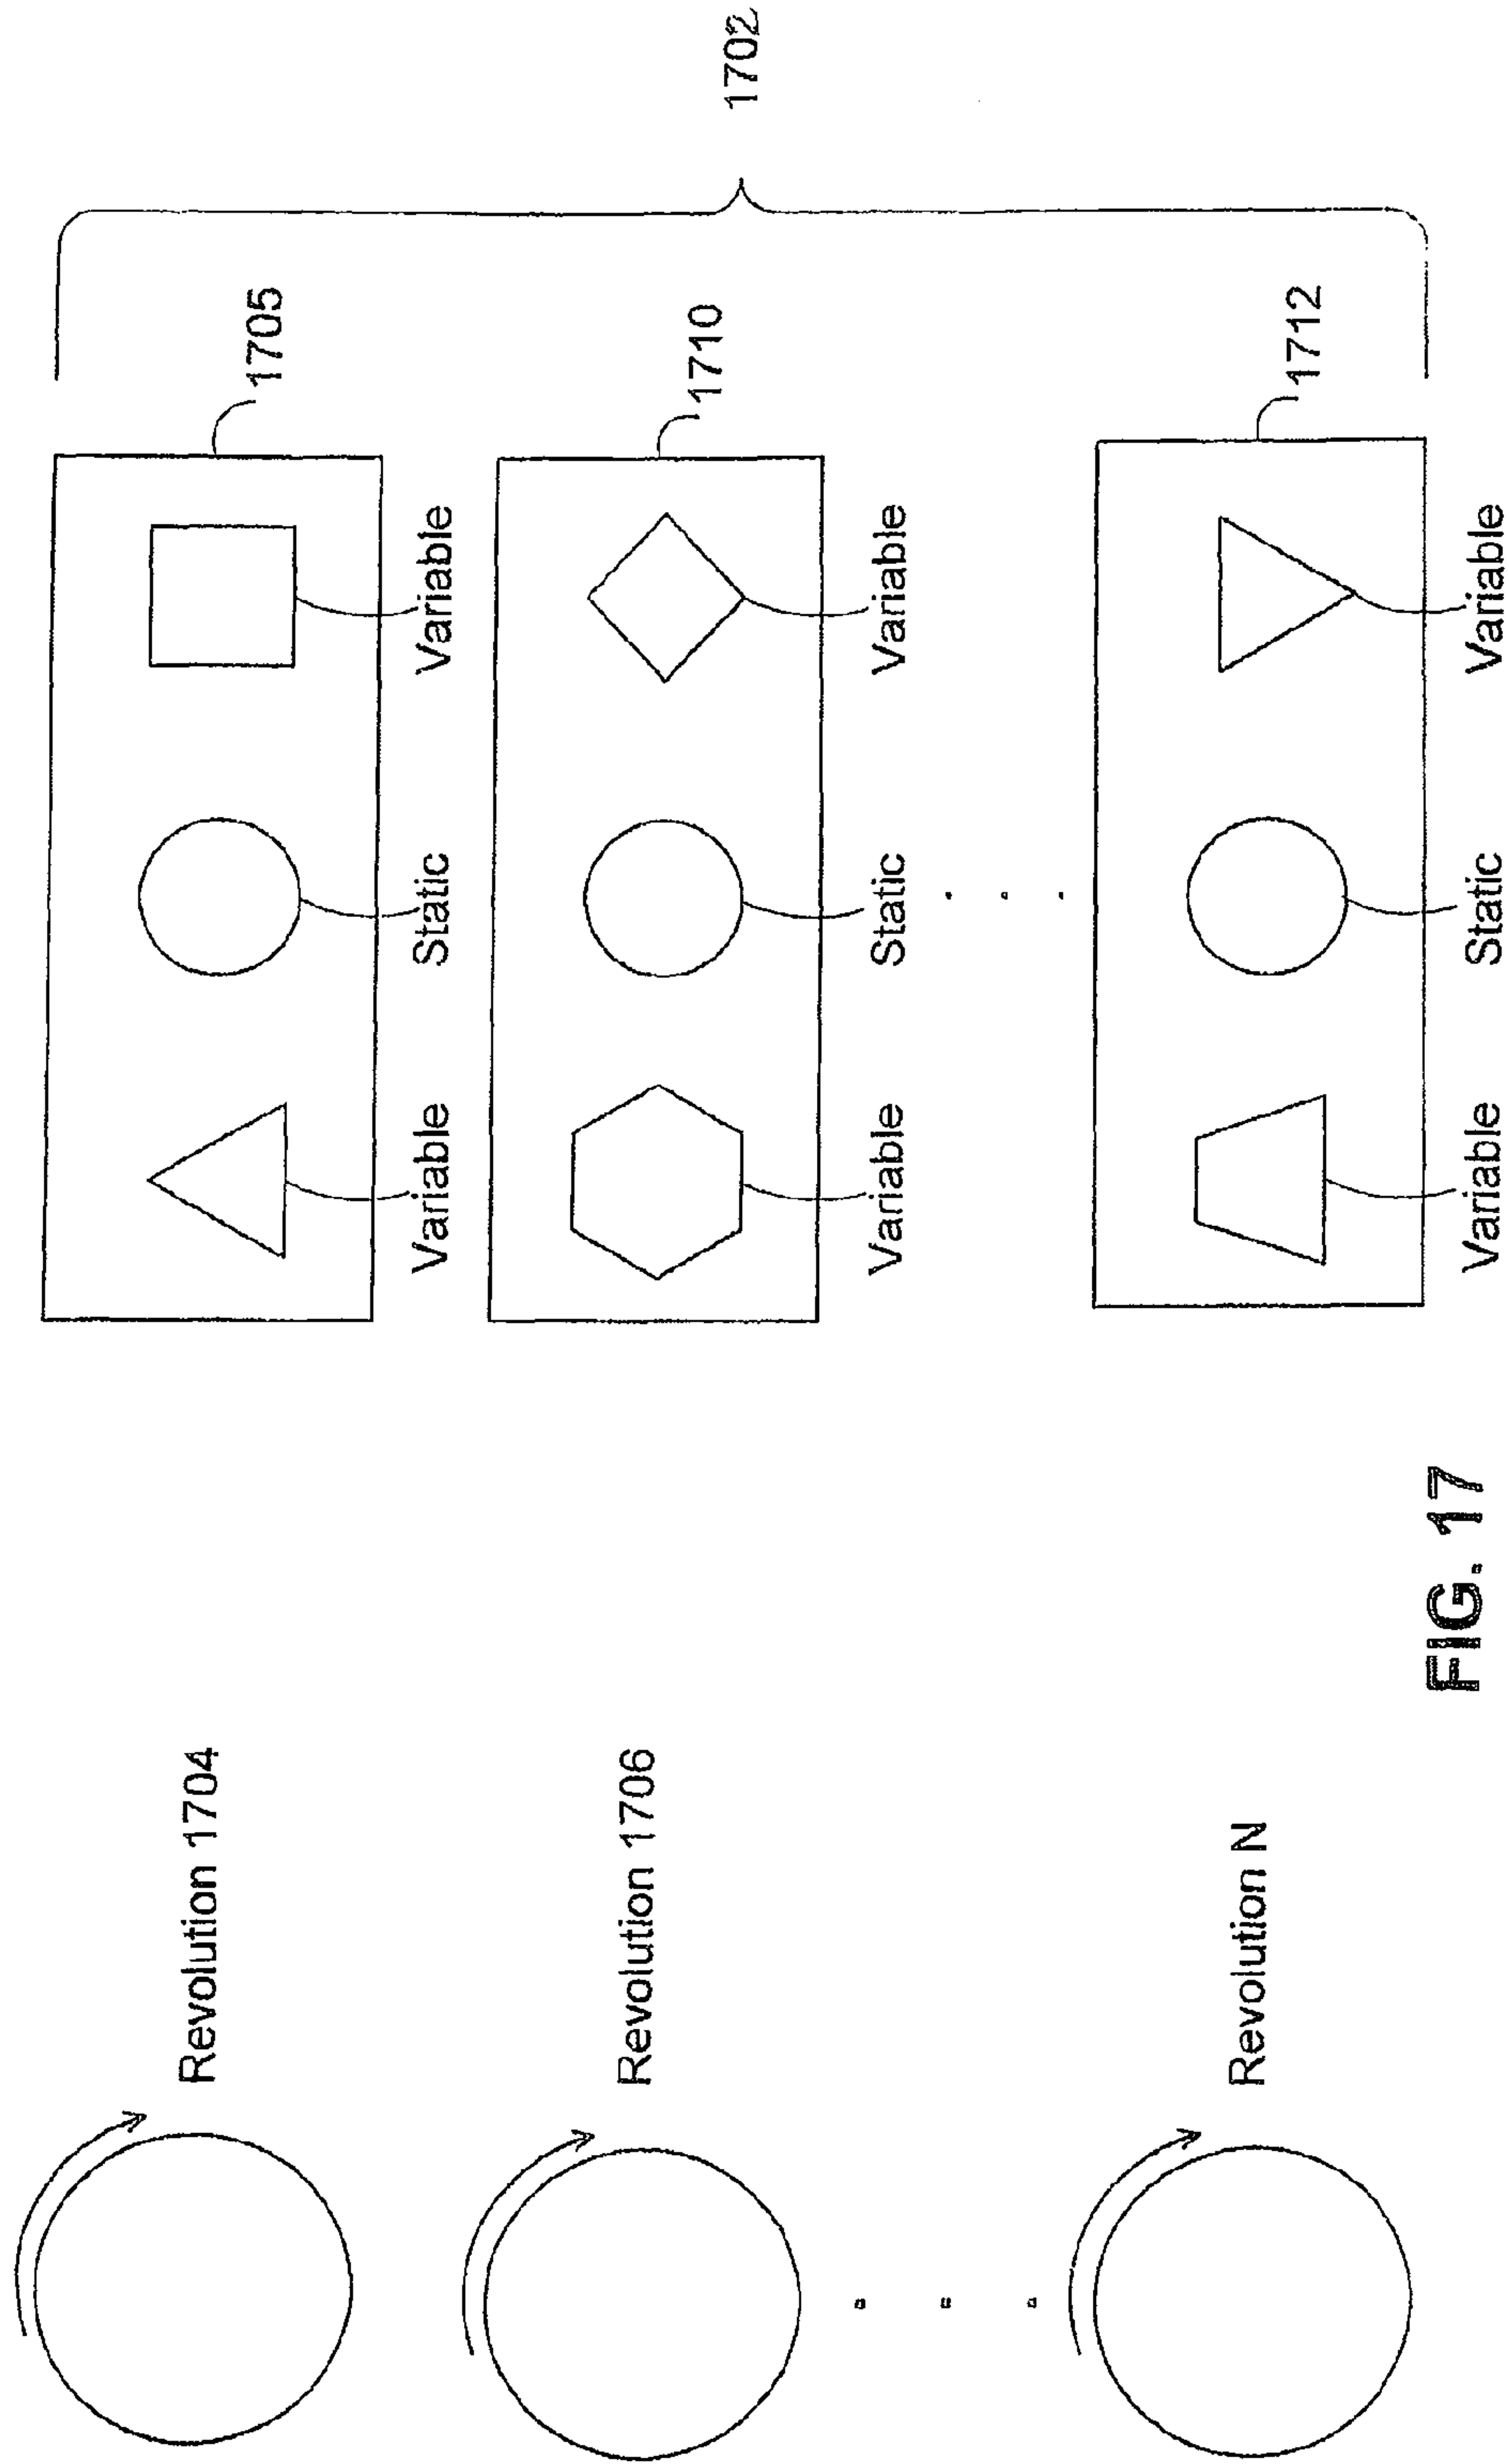 Revolution 1704
1705
Variable
Static
Variable
Revolution 1706
1710
Variable
Static
Variable
1702
Revolution N
1712
Variable
Static
Variable
FIG. 17